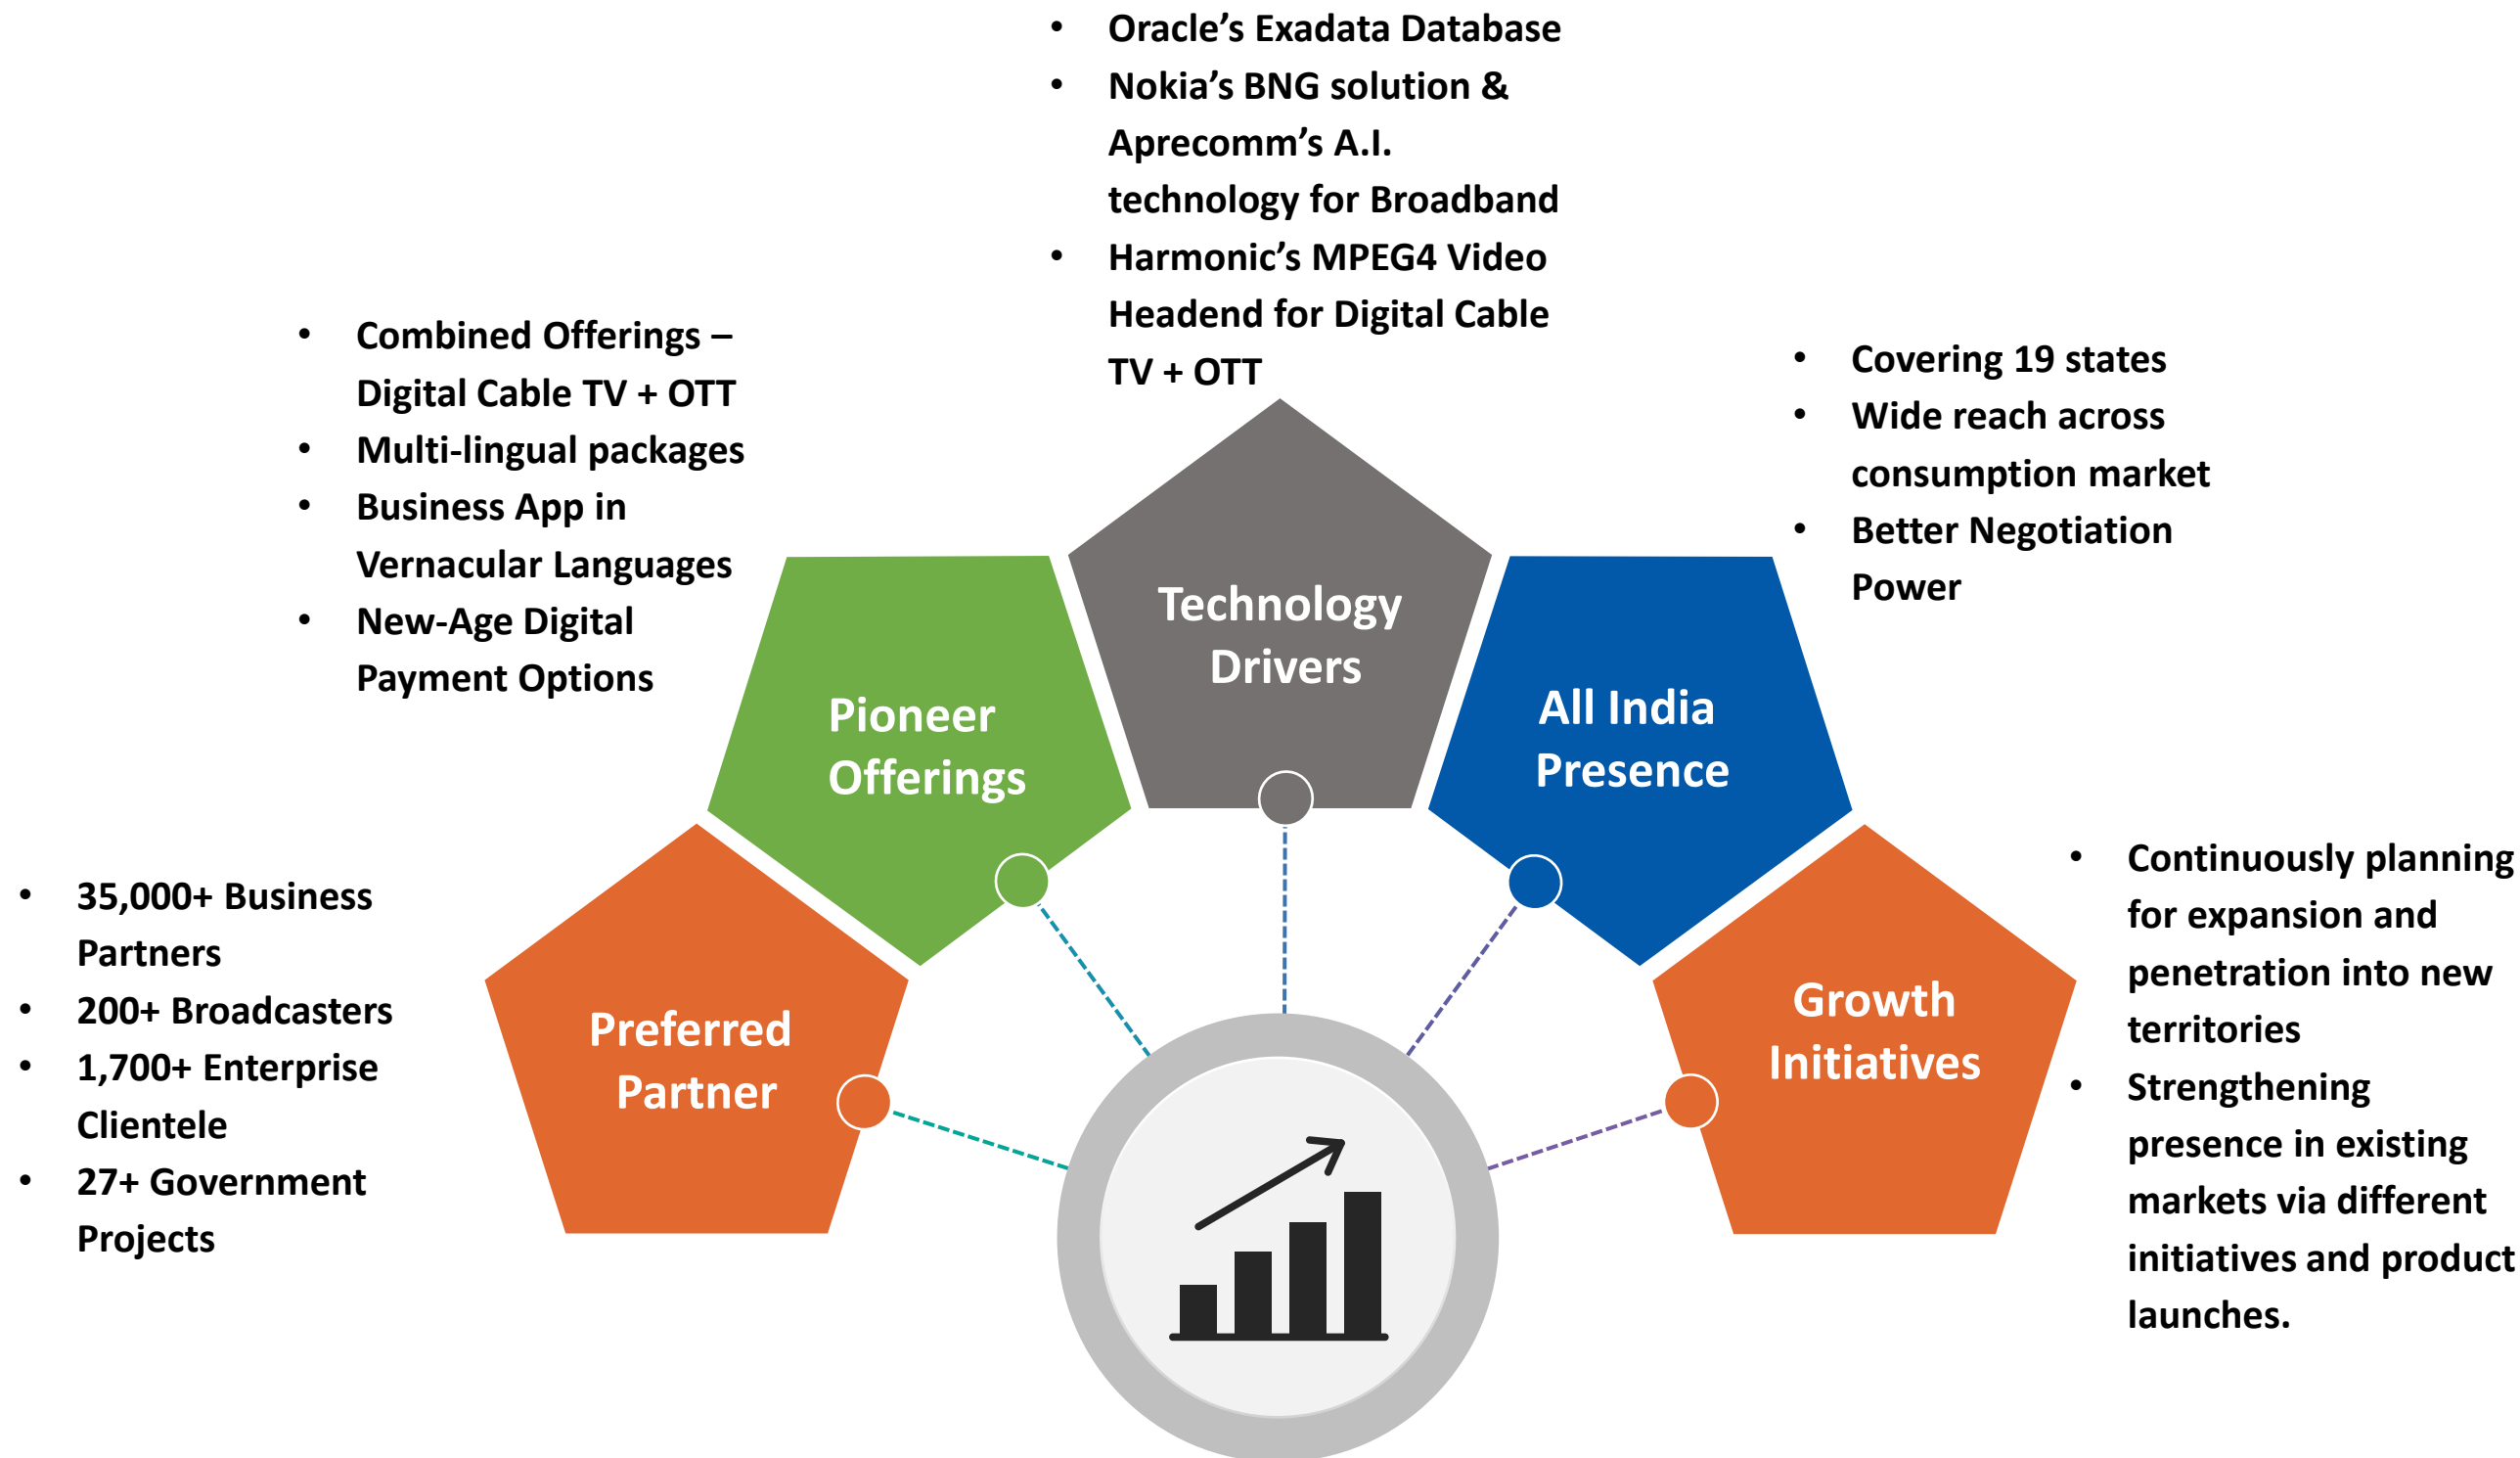 • Oracle’s Exadata Database
• Nokia’s BNG solution &
Aprecomm’s A.I.
technology for Broadband
• Harmonic’s MPEG4 Video
Headend for Digital Cable
TV + OTT
• Combined Offerings –
Digital Cable TV + OTT
• Multi-lingual packages
• Business App in
Vernacular Languages
• New-Age Digital
Payment Options
• Covering 19 states
• Wide reach across
consumption market
• Better Negotiation
Power
Technology
Drivers
Pioneer
Offerings
All India
Presence
• 35,000+ Business
Partners
• 200+ Broadcasters
• 1,700+ Enterprise
Clientele
• 27+ Government
Projects
Preferred
Partner
Growth
Initiatives
• Continuously planning
for expansion and
penetration into new
territories
• Strengthening
presence in existing
markets via different
initiatives and product
launches.